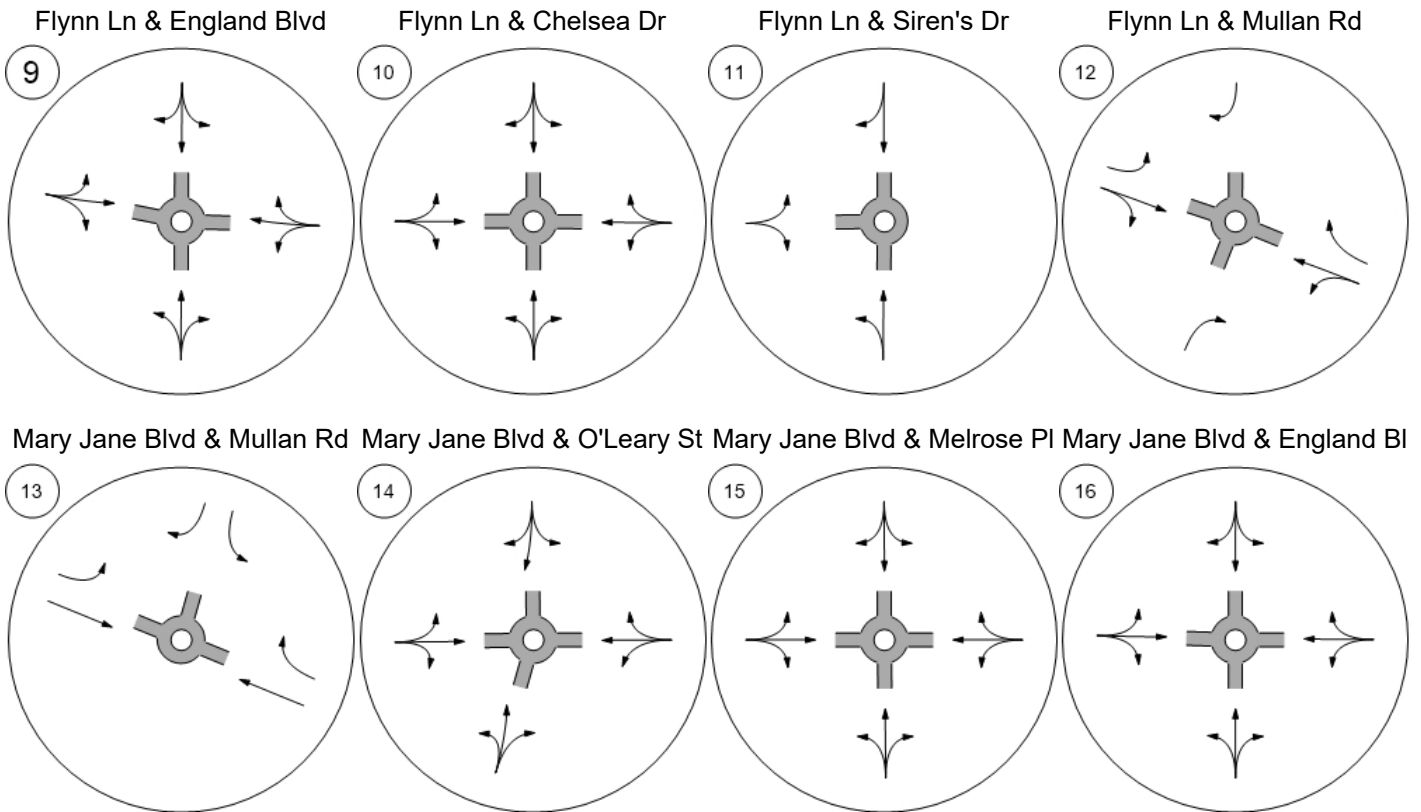 Flynn Ln & England Blvd
Flynn Ln & Chelsea Dr
Flynn Ln & Siren's Dr
Flynn Ln & Mullan Rd
9
10
11
12
Mary Jane Blvd & Mullan Rd
Mary Jane Blvd & O'Leary St
Mary Jane Blvd & Melrose Pl
Mary Jane Blvd & England Bl
13
14
15
16